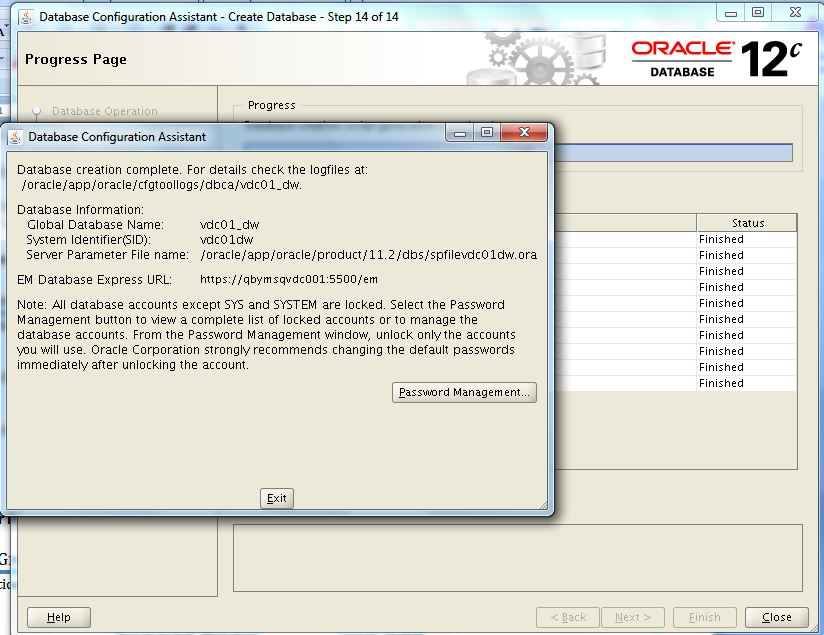 Database Configuration Assistant - Create Database - Step 14 of 14
Progress Page
ORACLE
DATABASE
12c
Database Operation
Progress
Database Configuration Assistant
Database creation complete. For details check the logfiles at:
/oracle/app/oracle/cfgtoollogs/dbca/vdc01_dw.
Database Information:
Global Database Name: vdc01_dw
System Identifier(SID): vdc01dw
Server Parameter File name: /oracle/app/oracle/product/11.2/dbs/spfilevdc01dw.ora
EM Database Express URL: https://qbymsqvdc001:5500/em
Note: All database accounts except SYS and SYSTEM are locked. Select the Password
Management button to view a complete list of locked accounts or to manage the
database accounts. From the Password Management window, unlock only the accounts
you will use. Oracle Corporation strongly recommends changing the default passwords
immediately after unlocking the account.
Password Management...
Exit
Status
Finished
Finished
Finished
Finished
Finished
Finished
Finished
Finished
Finished
Finished
Help
< Back
Next >
Finish
Close